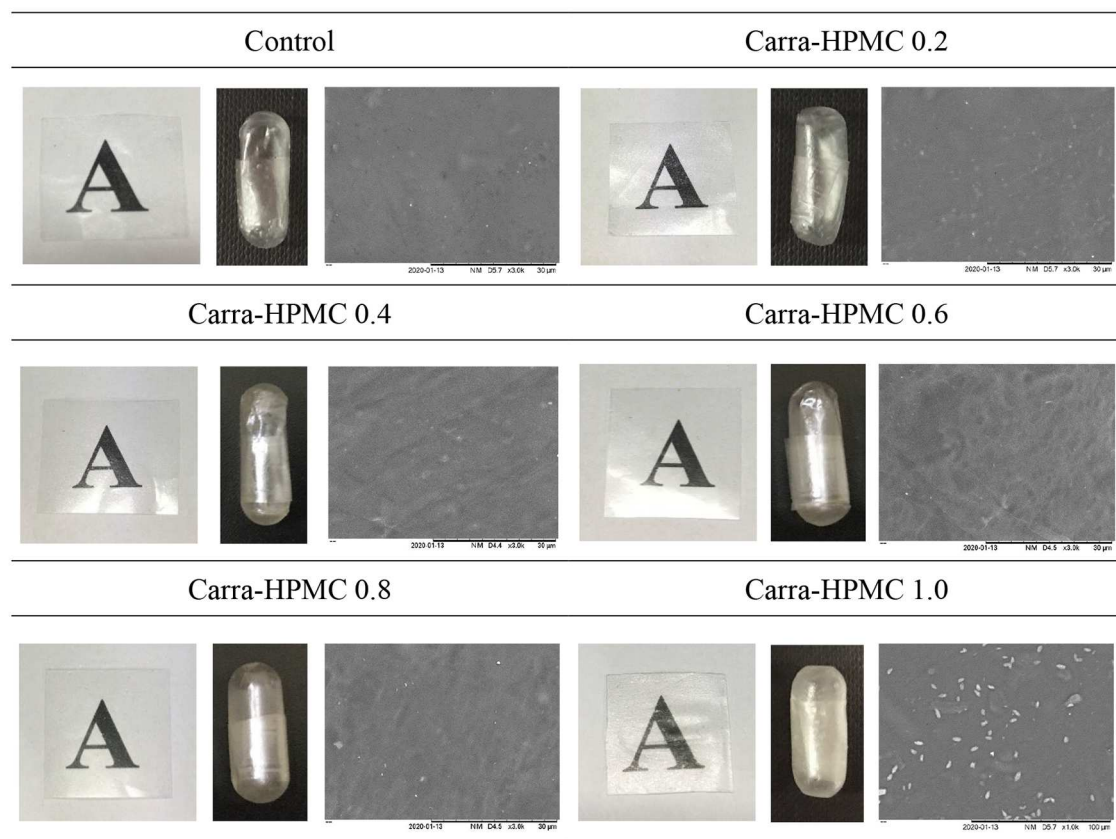 Control
Carra-HPMC 0.2
A
A
2020-01-13 NM D5.7 x3.0k 30 µm
2020-01-13 NM D5.7 x3.0k 30 µm
Carra-HPMC 0.4
Carra-HPMC 0.6
A
A
2020-01-13 NM D4.4 x3.0k 30 µm
2020-01-13 NM D4.5 x3.0k 30 µm
Carra-HPMC 0.8
Carra-HPMC 1.0
A
A
2020-01-13 NM D4.5 x3.0k 30 µm
2020-01-13 NM D5.7 x1.0k 100 µm